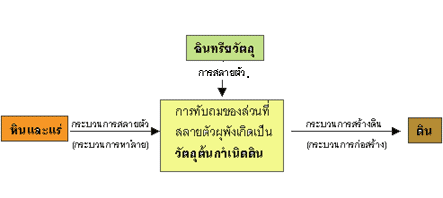 อินทรียวัตถุ
การสลายตัว
หินและแร่
กระบวนการสลายตัว
(กระบวนการทำลาย)
การทับถมของส่วนที่
สลายตัวผุพังเกิดเป็น
วัตถุต้นกำเนิดดิน
กระบวนการสร้างดิน
(กระบวนการก่อสร้าง)
ดิน